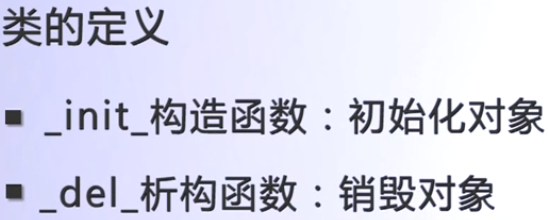 类的定义
▪ _init_构造函数：初始化对象
▪ _del_析构函数：销毁对象